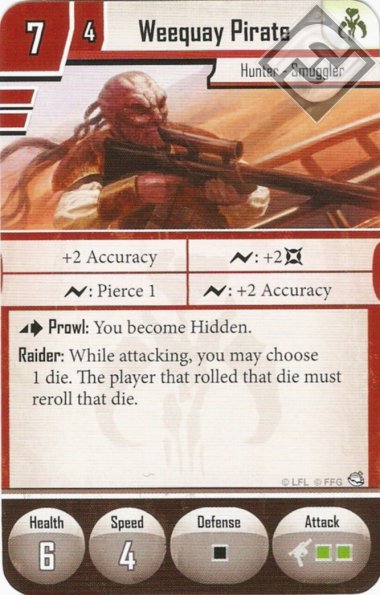 7 4 Weequay Pirate
Hunter - Smuggler
+2 Accuracy
: +2
: Pierce 1
: +2 Accuracy
Prowl: You become Hidden.
Raider: While attacking, you may choose
1 die. The player that rolled that die must
reroll that die.
© LFL © FFG
Health
6
Speed
4
Defense
Attack